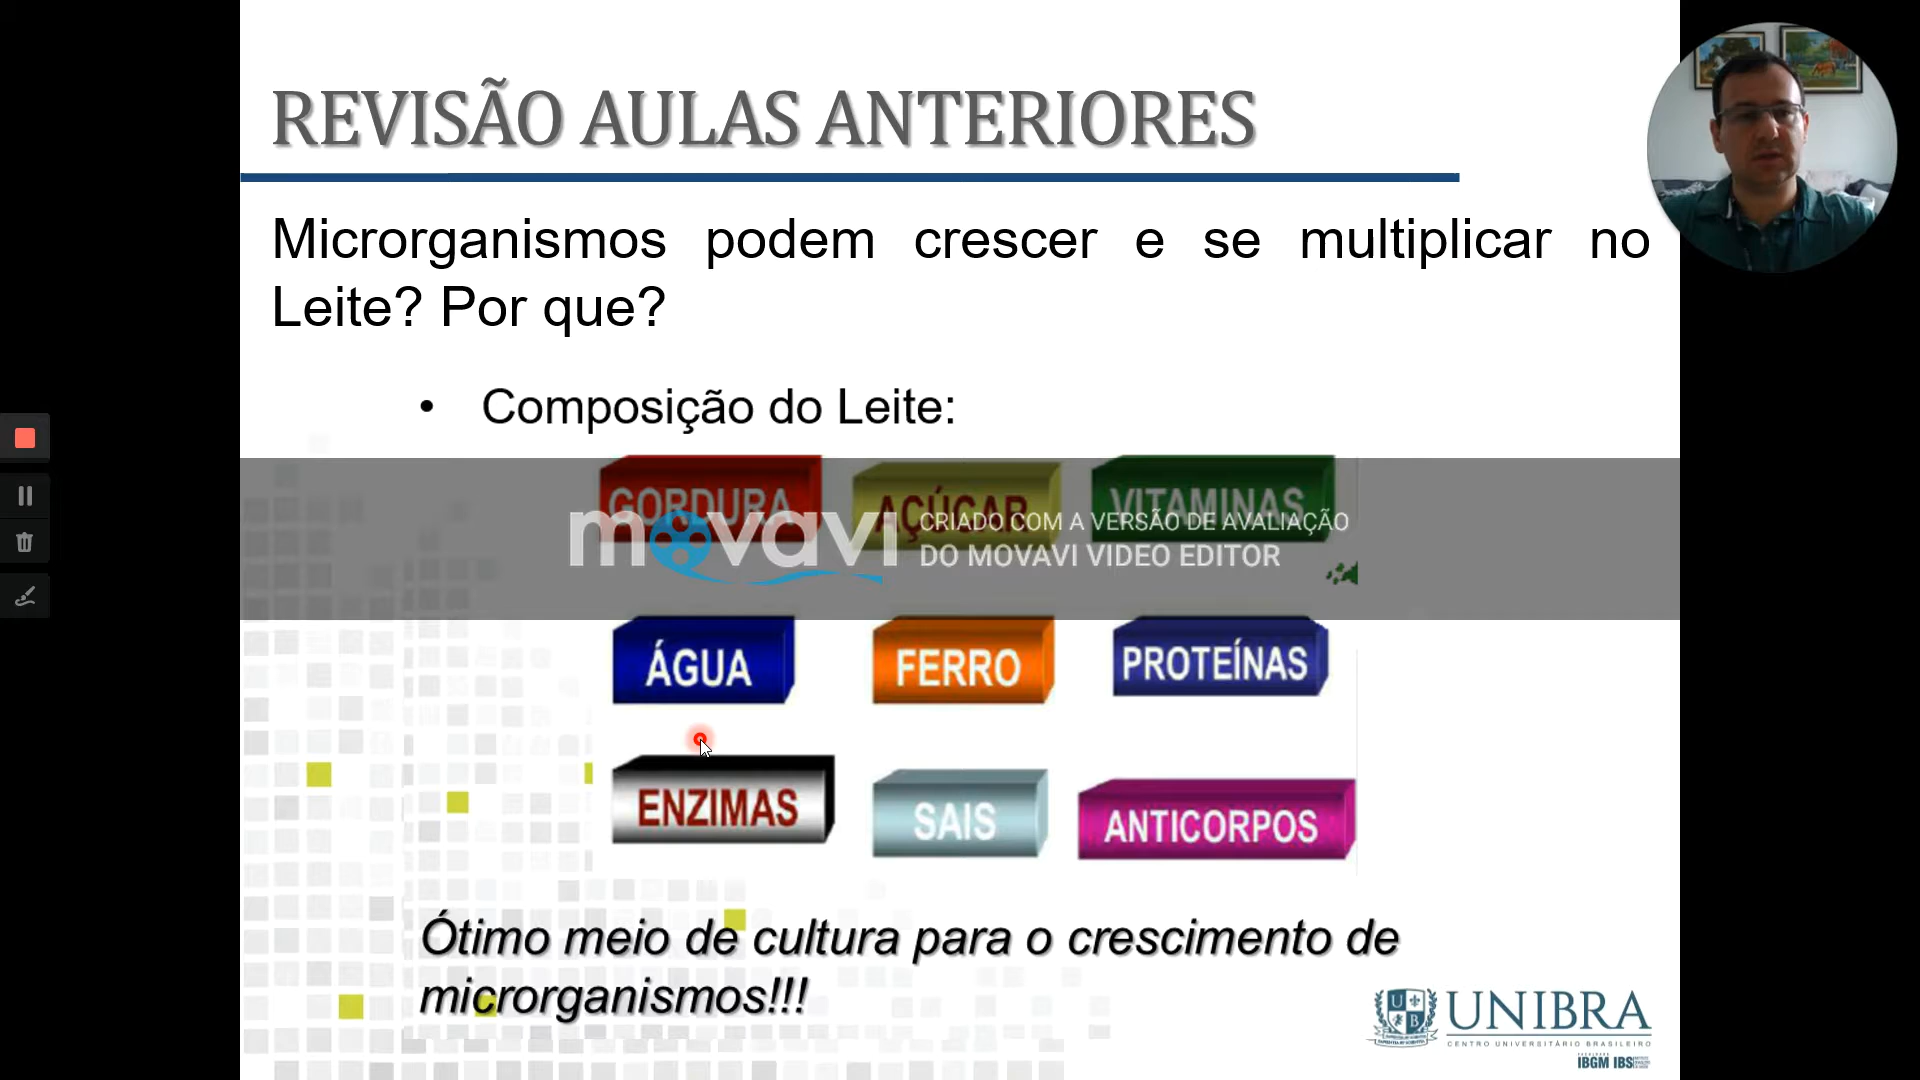 REVISÃO AULAS ANTERIORES
Microrganismos podem crescer e se multiplicar no
Leite? Por que?
• Composição do Leite:
GORDURA AÇÚCAR VITAMINAS
movavi CRIADO COM A VERSÃO DE AVALIAÇÃO
DO MOVAVI VIDEO EDITOR
ÁGUA FERRO PROTEÍNAS
ENZIMAS SAIS ANTICORPOS
Ótimo meio de cultura para o crescimento de
microrganismos!!!
UNIBRA
CENTRO UNIVERSITÁRIO BRASILEIRO
IBGM IBS